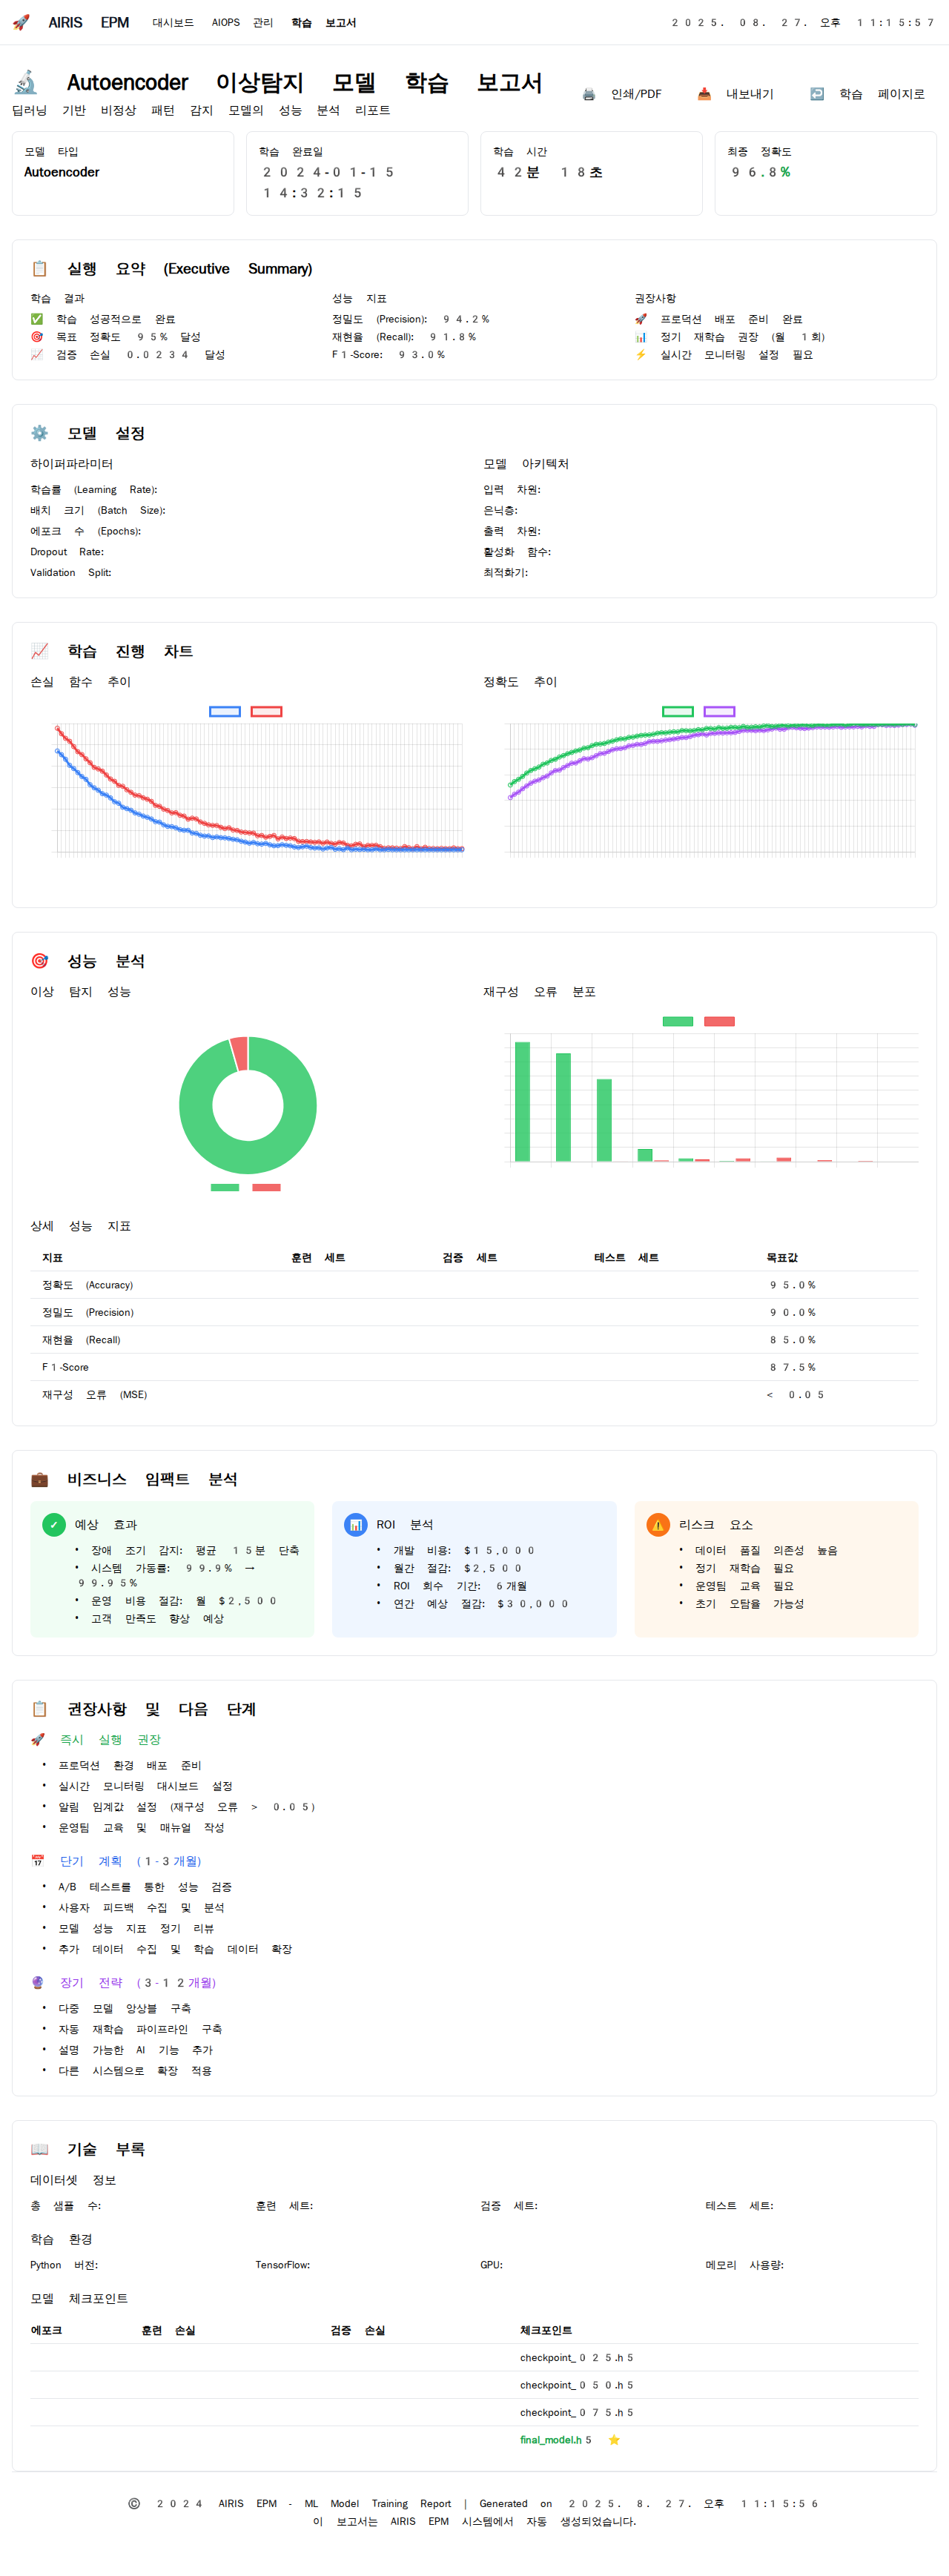 🚀 AIRIS EPM 대시보드 AIOPS 관리 학습 보고서 2025. 08. 27. 오후 11:15:57
🔬 Autoencoder 이상탐지 모델 학습 보고서
딥러닝 기반 비정상 패턴 감지 모델의 성능 분석 리포트
🖨️ 인쇄/PDF 📥 내보내기 ↩️ 학습 페이지로
모델 타입
Autoencoder
학습 완료일
2024-01-15
14:32:15
학습 시간
42분 18초
최종 정확도
96.8%
📋 실행 요약 (Executive Summary)
학습 결과
✅ 학습 성공적으로 완료
🎯 목표 정확도 95% 달성
📈 검증 손실 0.0234 달성
성능 지표
정밀도 (Precision): 94.2%
재현율 (Recall): 91.8%
F1-Score: 93.0%
권장사항
🚀 프로덕션 배포 준비 완료
📊 정기 재학습 권장 (월 1회)
⚡ 실시간 모니터링 설정 필요
⚙️ 모델 설정
하이퍼파라미터
학습률 (Learning Rate):
배치 크기 (Batch Size):
에포크 수 (Epochs):
Dropout Rate:
Validation Split:
모델 아키텍처
입력 차원:
은닉층:
출력 차원:
활성화 함수:
최적화기:
📈 학습 진행 차트
손실 함수 추이
정확도 추이
🎯 성능 분석
이상 탐지 성능
재구성 오류 분포
상세 성능 지표
지표 훈련 세트 검증 세트 테스트 세트 목표값
정확도 (Accuracy) 95.0%
정밀도 (Precision) 90.0%
재현율 (Recall) 85.0%
F1-Score 87.5%
재구성 오류 (MSE) < 0.05
💼 비즈니스 임팩트 분석
✓ 예상 효과
• 장애 조기 감지: 평균 15분 단축
• 시스템 가동률: 99.9% →
99.95%
• 운영 비용 절감: 월 $2,500
• 고객 만족도 향상 예상
📊 ROI 분석
• 개발 비용: $15,000
• 월간 절감: $2,500
• ROI 회수 기간: 6개월
• 연간 예상 절감: $30,000
⚠️ 리스크 요소
• 데이터 품질 의존성 높음
• 정기 재학습 필요
• 운영팀 교육 필요
• 초기 오탐율 가능성
📋 권장사항 및 다음 단계
🚀 즉시 실행 권장
• 프로덕션 환경 배포 준비
• 실시간 모니터링 대시보드 설정
• 알림 임계값 설정 (재구성 오류 > 0.05)
• 운영팀 교육 및 매뉴얼 작성
📅 단기 계획 (1-3개월)
• A/B 테스트를 통한 성능 검증
• 사용자 피드백 수집 및 분석
• 모델 성능 지표 정기 리뷰
• 추가 데이터 수집 및 학습 데이터 확장
🔮 장기 전략 (3-12개월)
• 다중 모델 앙상블 구축
• 자동 재학습 파이프라인 구축
• 설명 가능한 AI 기능 추가
• 다른 시스템으로 확장 적용
📖 기술 부록
데이터셋 정보
총 샘플 수: 훈련 세트: 검증 세트: 테스트 세트:
학습 환경
Python 버전: TensorFlow: GPU: 메모리 사용량:
모델 체크포인트
에포크 훈련 손실 검증 손실 체크포인트
checkpoint_025.h5
checkpoint_050.h5
checkpoint_075.h5
final_model.h5 ⭐
© 2024 AIRIS EPM - ML Model Training Report | Generated on 2025. 8. 27. 오후 11:15:56
이 보고서는 AIRIS EPM 시스템에서 자동 생성되었습니다.